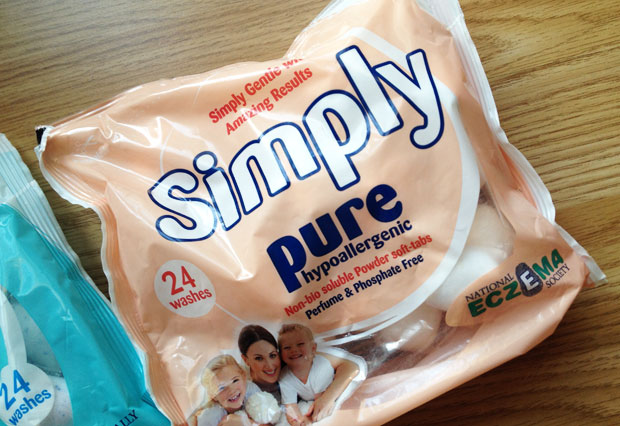 Simply Gentle with
Amazing Results
Simply
pure
hypoallergenic
Non-bio soluble Powder soft-tabs
Perfume & Phosphate Free
24
washes
NATIONAL
ECZEMA
SOCIETY
24
washes